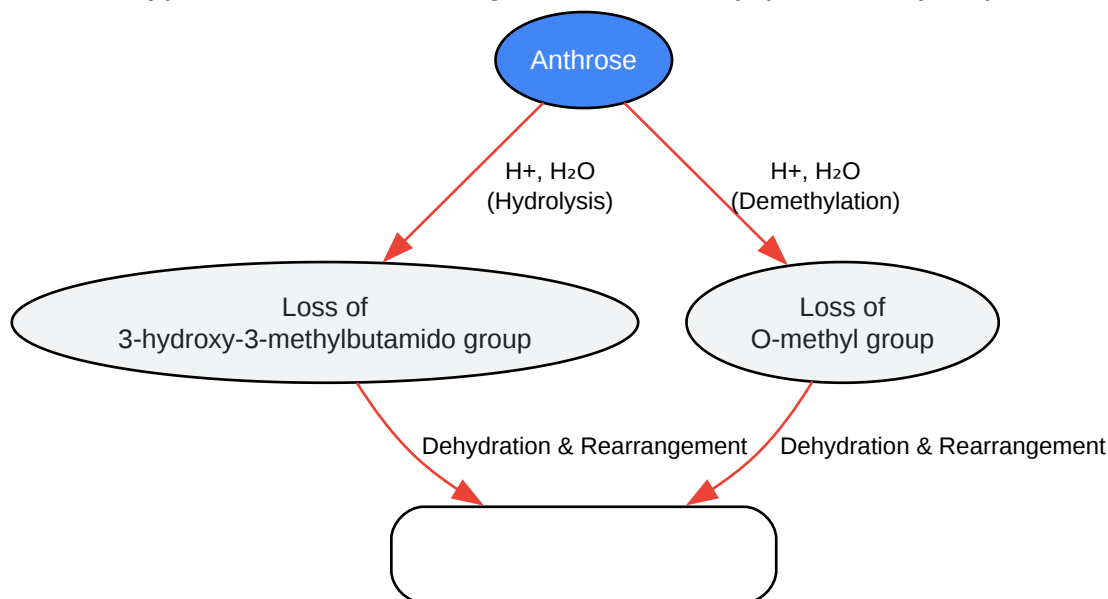 Anthrose
H+, H₂O
(Hydrolysis)
H+, H₂O
(Demethylation)
Loss of
3-hydroxy-3-methylbutamido group
Loss of
O-methyl group
Dehydration & Rearrangement
Dehydration & Rearrangement